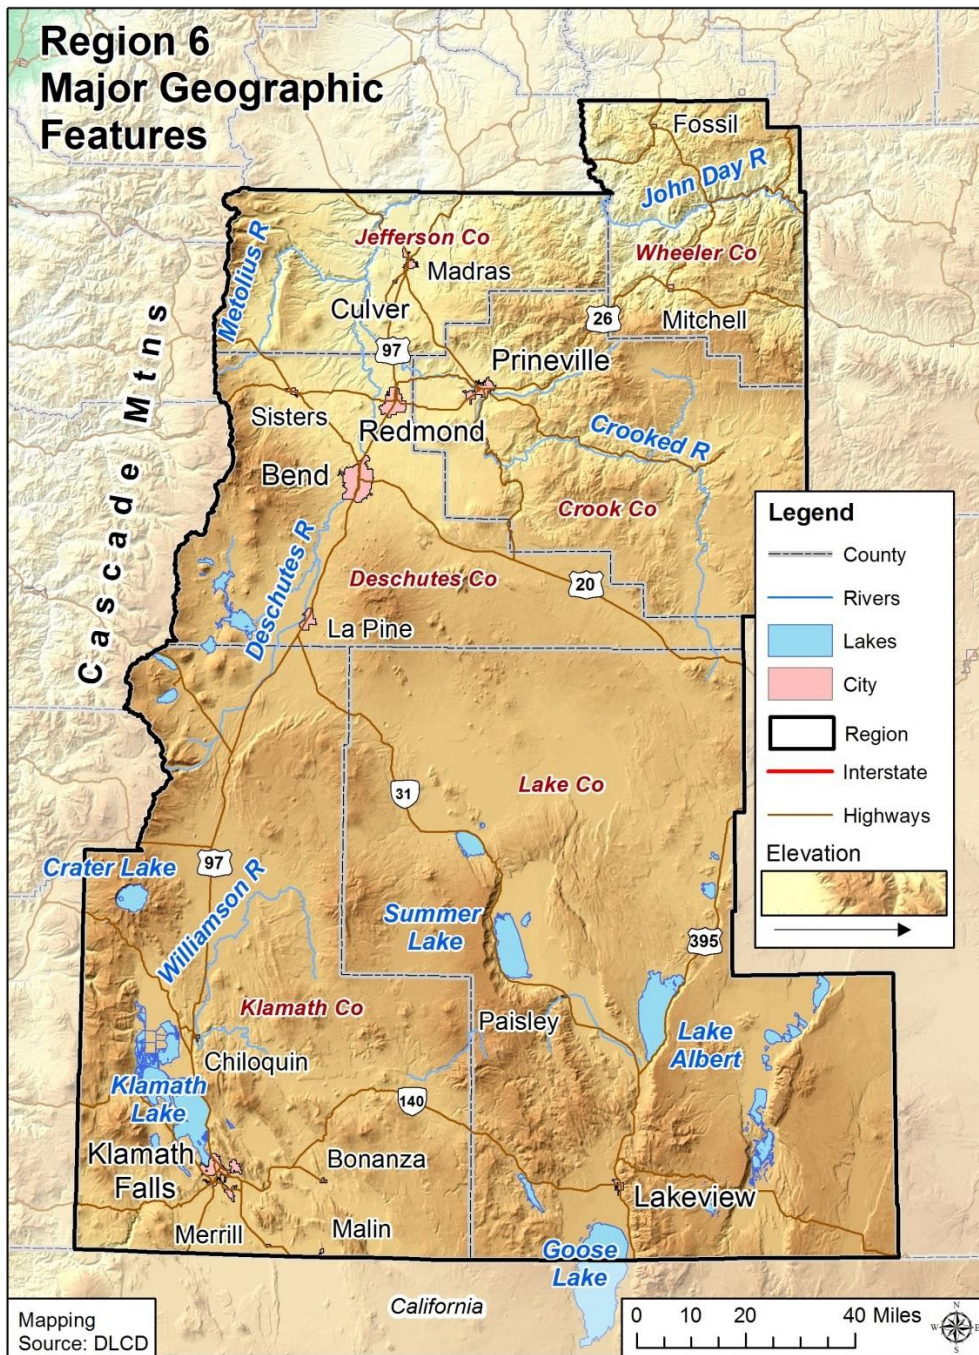 Region 6
Major Geographic
Features
Fossil
John Day R
Metolius R
Jefferson Co
Wheeler Co
Madras
Culver
26
Mitchell
97
Prineville
Cascade Mtns
Sisters
Redmond
Crooked R
Bend
Crook Co
Deschutes R
Deschutes Co
20
La Pine
Legend
County
Rivers
Lakes
City
Region
Interstate
Highways
Elevation
Lake Co
31
97
Crater Lake
Williamson R
Summer
Lake
395
Klamath Co
Paisley
Lake
Albert
Chiloquin
Klamath
Lake
140
Klamath
Falls
Bonanza
Lakeview
Merrill
Malin
Goose
Lake
California
Mapping
Source: DLCD
0 10 20 40 Miles
N
W
E
S